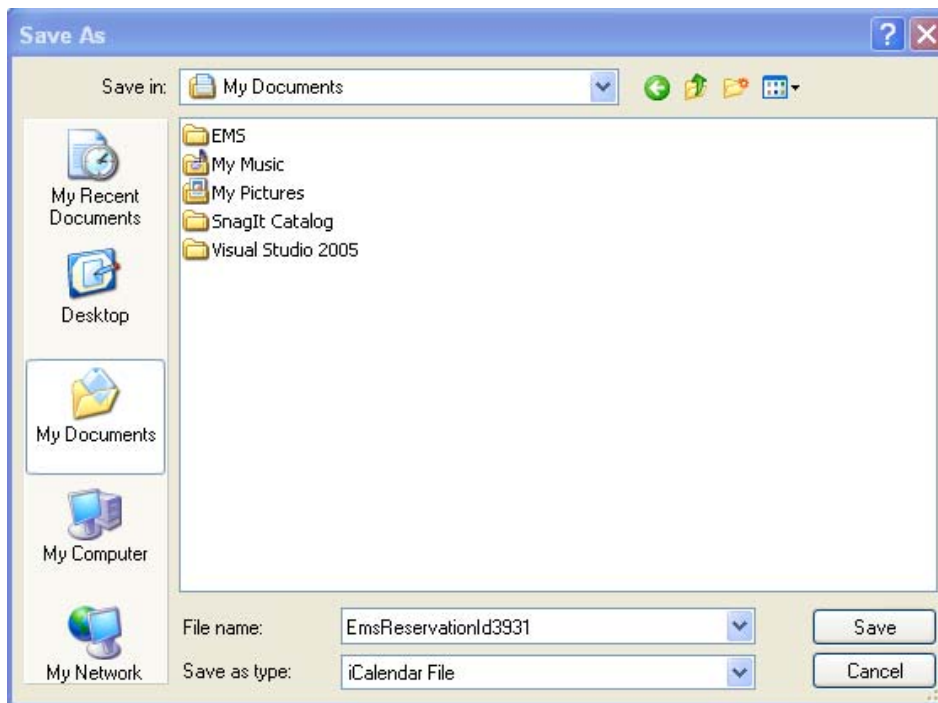 Save As
Save in:
My Documents
EMS
My Music
My Pictures
SnagIt Catalog
Visual Studio 2005
My Recent
Documents
Desktop
My Documents
My Computer
My Network
File name:
EmsReservationId3931
Save
Save as type:
iCalendar File
Cancel